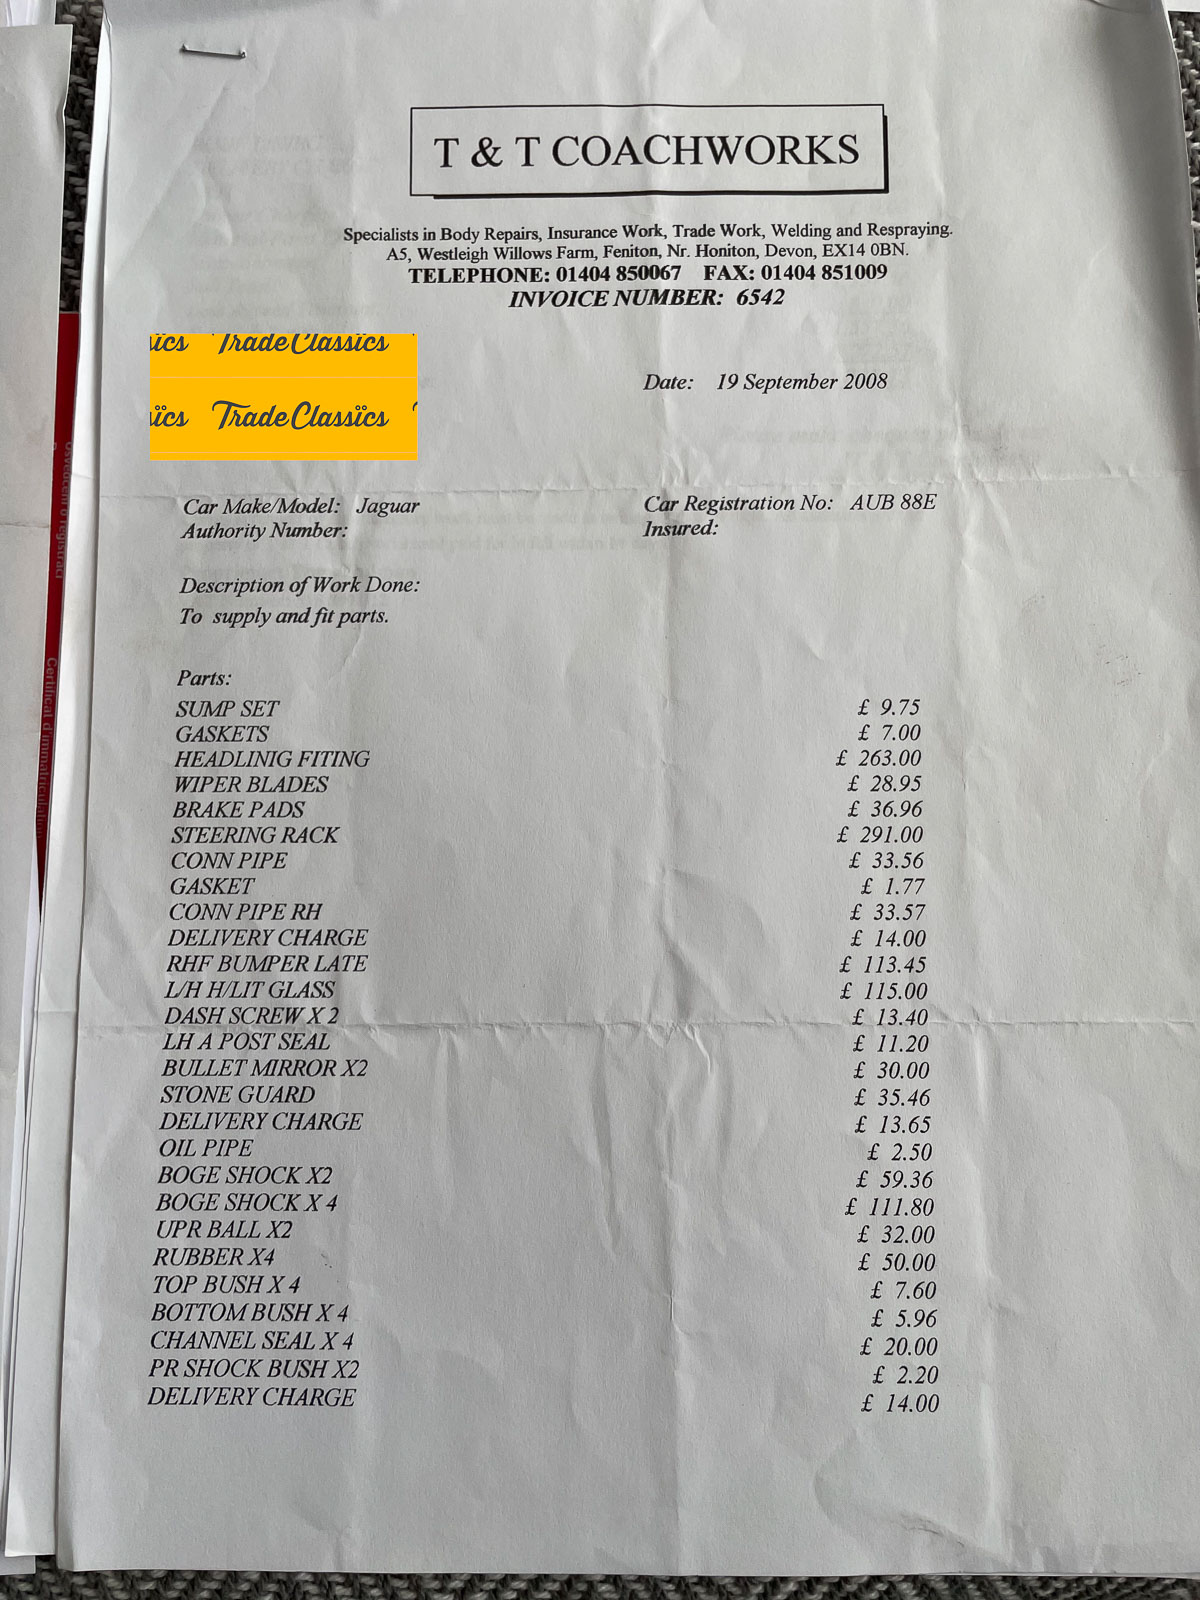 T & T COACHWORKS
Specialists in Body Repairs, Insurance Work, Trade Work, Welding and Respraying.
A5, Westleigh Willows Farm, Feniton, Nr. Honiton, Devon, EX14 0BN.
TELEPHONE: 01404 850067 FAX: 01404 851009
INVOICE NUMBER: 6542
ics TradeClassics
ics TradeClassics
Date: 19 September 2008
Car Make/Model: Jaguar Car Registration No: AUB 88E
Authority Number: Insured:
Description of Work Done:
To supply and fit parts.
Parts:
SUMP SET £ 9.75
GASKETS £ 7.00
HEADLINIG FITING £ 263.00
WIPER BLADES £ 28.95
BRAKE PADS £ 36.96
STEERING RACK £ 291.00
CONN PIPE £ 33.56
GASKET £ 1.77
CONN PIPE RH £ 33.57
DELIVERY CHARGE £ 14.00
RHF BUMPER LATE £ 113.45
L/H H/LIT GLASS £ 115.00
DASH SCREW X 2 £ 13.40
LH A POST SEAL £ 11.20
BULLET MIRROR X2 £ 30.00
STONE GUARD £ 35.46
DELIVERY CHARGE £ 13.65
OIL PIPE £ 2.50
BOGE SHOCK X2 £ 59.36
BOGE SHOCK X 4 £ 111.80
UPR BALL X2 £ 32.00
RUBBER X4 £ 50.00
TOP BUSH X 4 £ 7.60
BOTTOM BUSH X 4 £ 5.96
CHANNEL SEAL X 4 £ 20.00
PR SHOCK BUSH X2 £ 2.20
DELIVERY CHARGE £ 14.00
Osvedčení o registraci
Certificat d'immatriculation